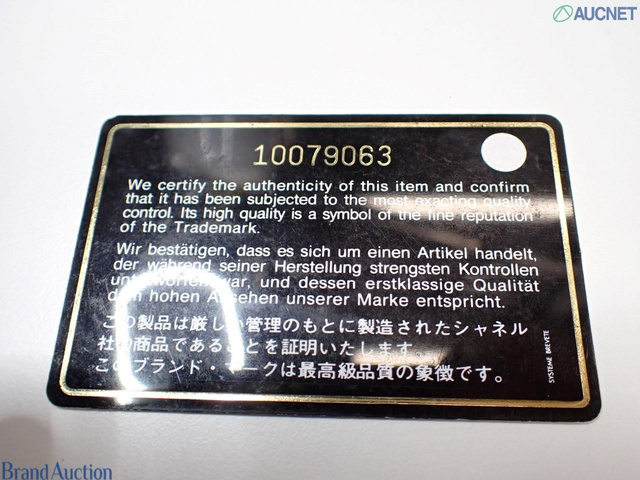 AUCNET
10079063
We certify the authenticity of this item and confirm
that it has been subjected to the most exacting quality
control. Its high quality is a symbol of the fine reputation
of the Trademark.
Wir bestätigen, dass es sich um einen Artikel handelt,
der während seiner Herstellung strengsten Kontrollen
unterworfen war, und dessen erstklassige Qualität
dem hohen Ansehen unserer Marke entspricht.
この製品は厳しい管理のもとに製造されたシャネル
社の商品であることを証明いたします。
このブランド・マークは最高級品質の象徴です。
SYSTEME BREVETE
Brand Auction